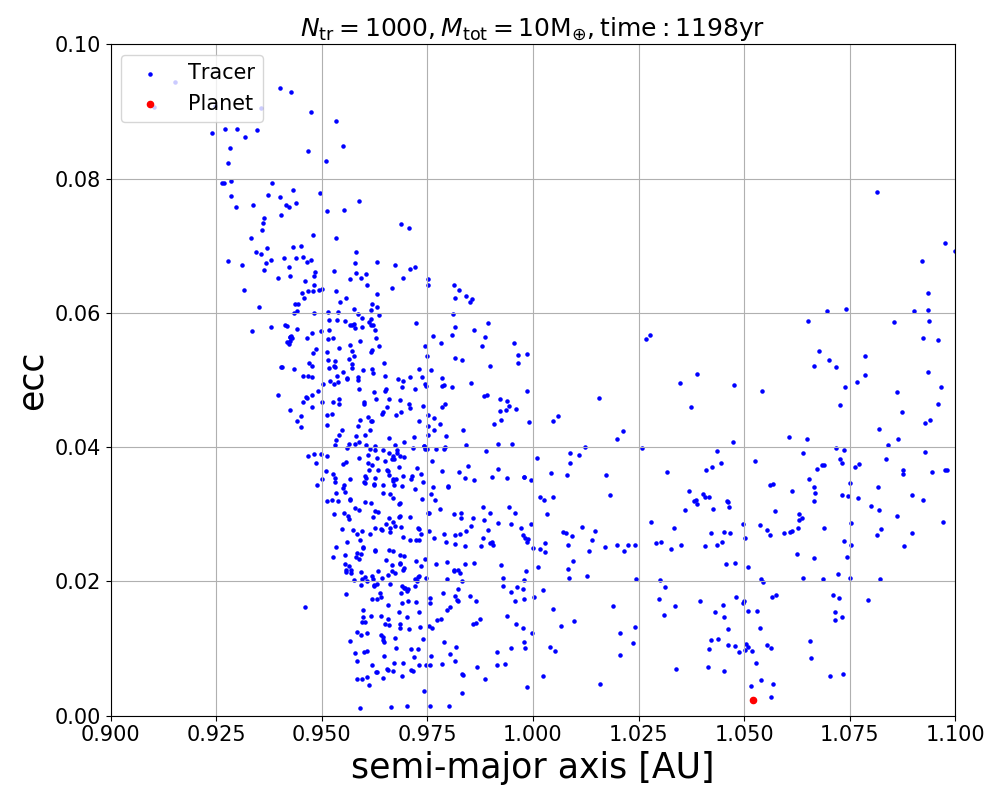 N_tr = 1000, M_tot = 10M_⊕, time : 1198yr
0.10
Tracer
Planet
0.08
0.06
ecc
0.04
0.02
0.00
0.900 0.925 0.950 0.975 1.000 1.025 1.050 1.075 1.100
semi-major axis [AU]